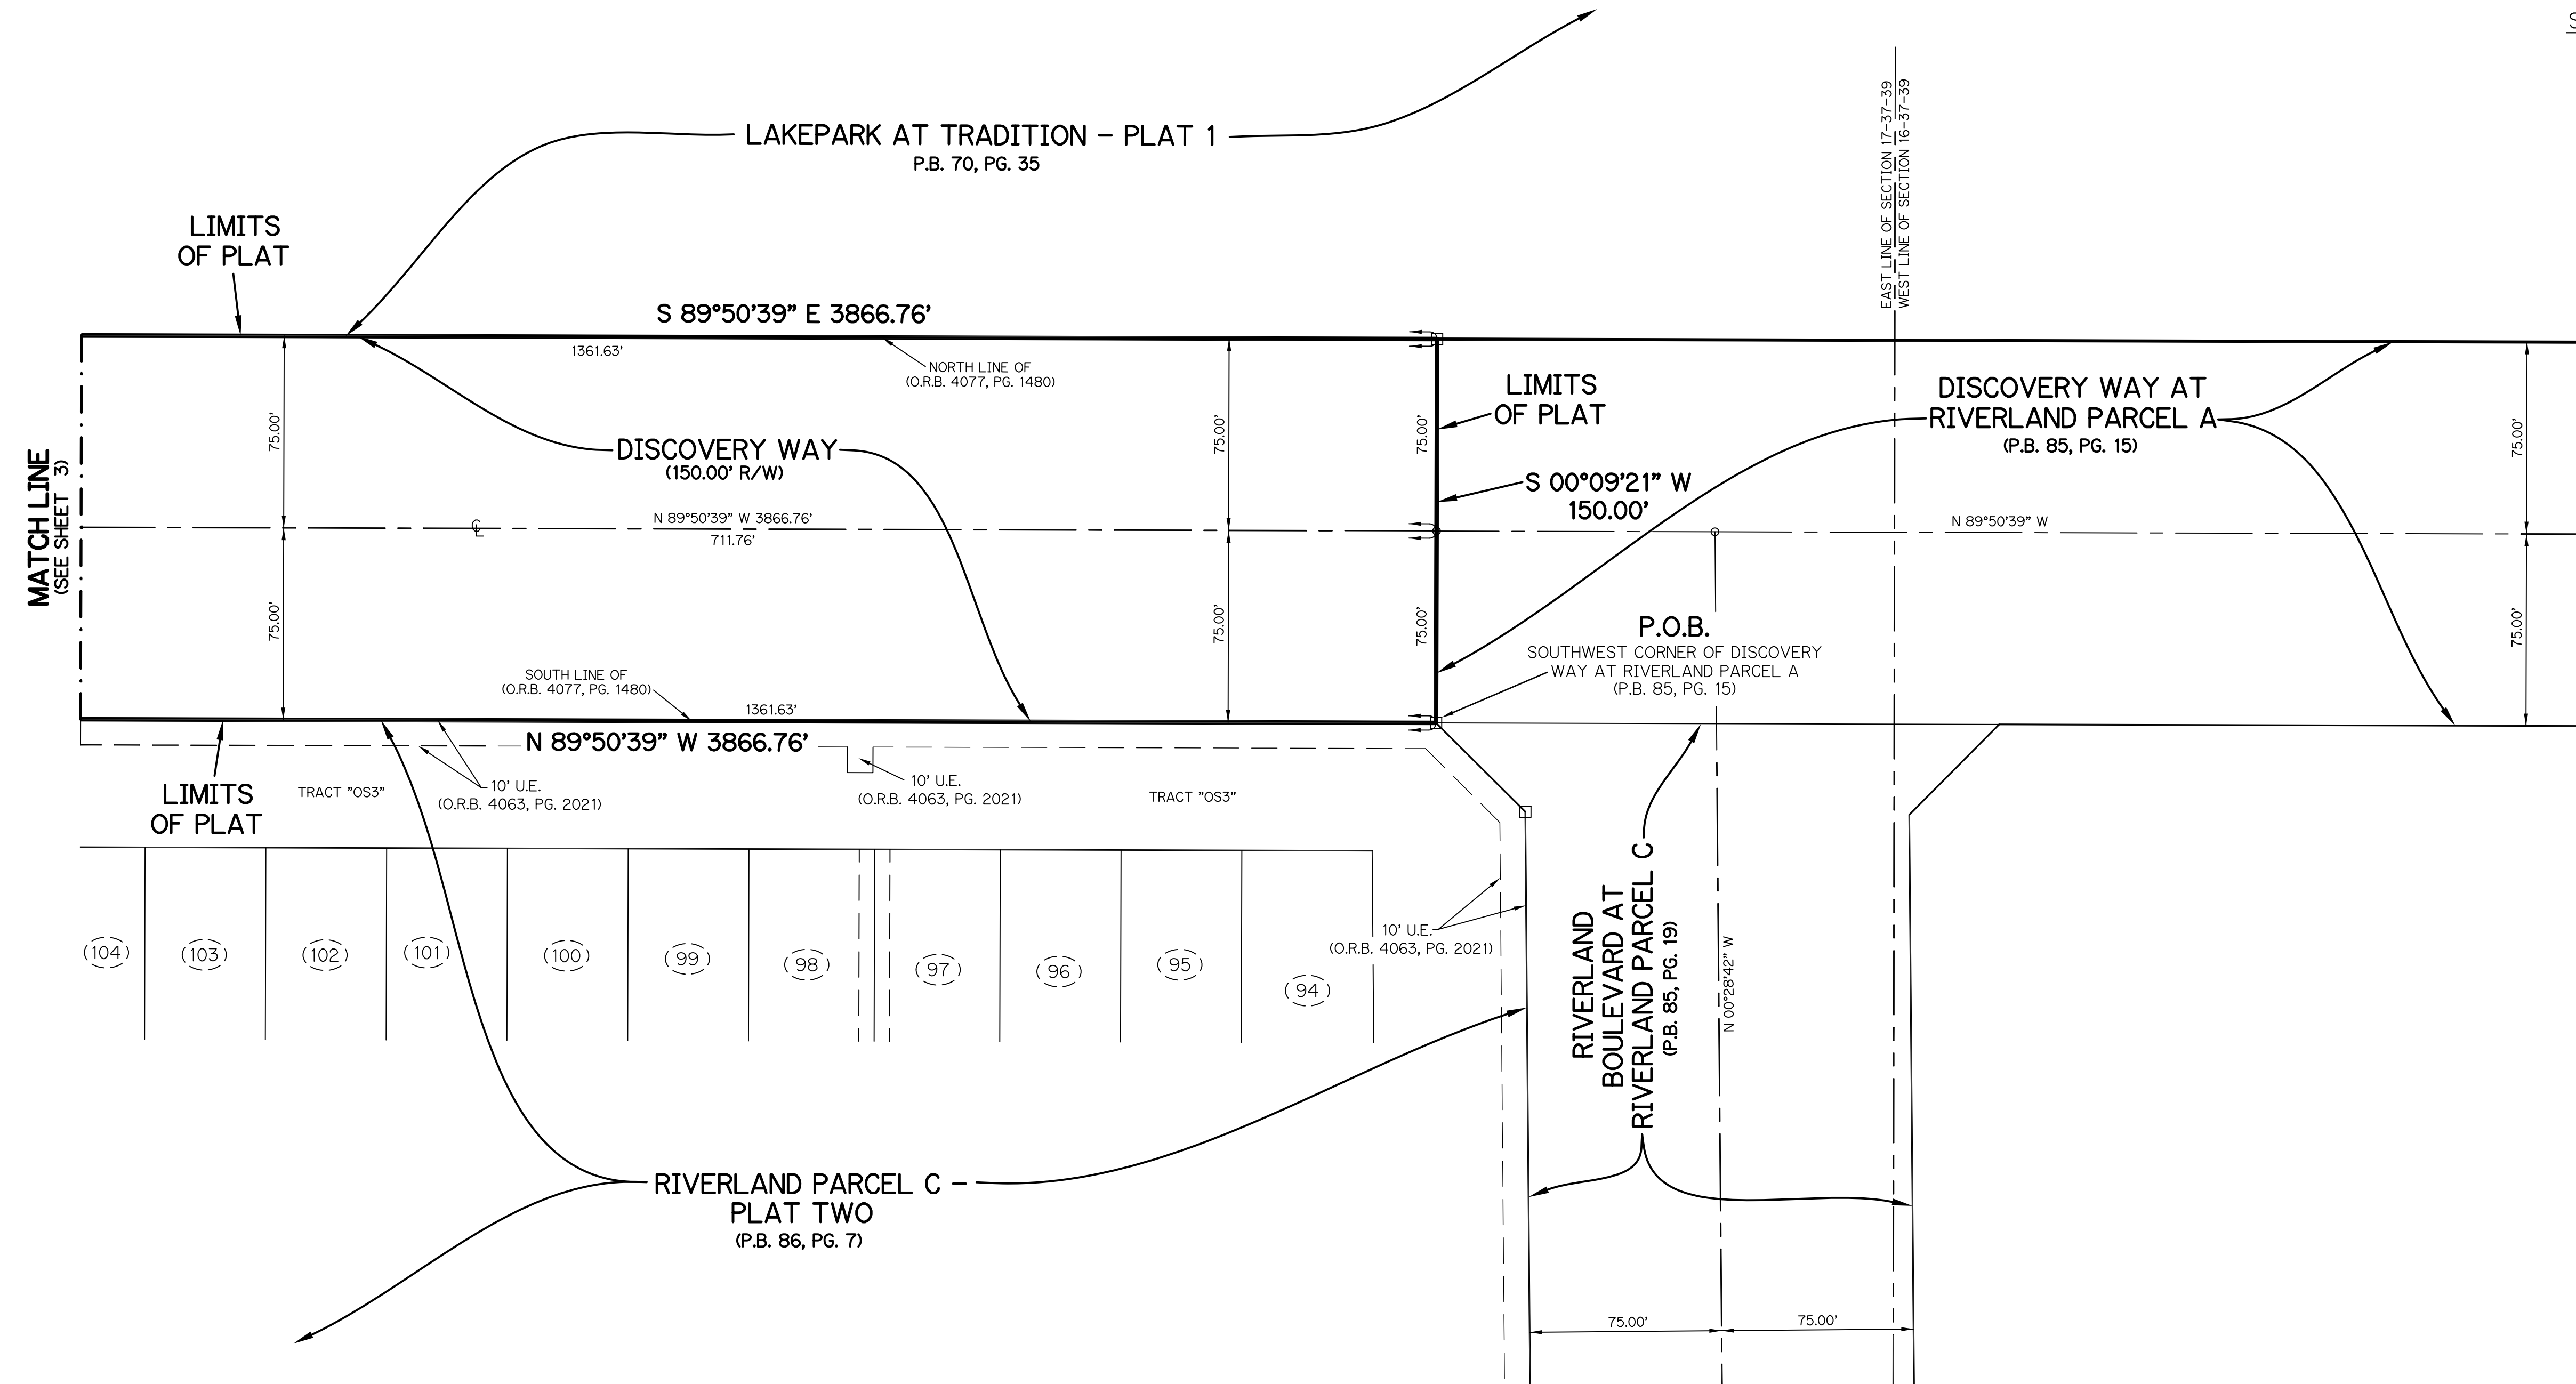 LAKEPARK AT TRADITION - PLAT 1
P.B. 70, PG. 35
EAST LINE OF SECTION 17-37-39
WEST LINE OF SECTION 16-37-39
LIMITS
OF PLAT
S 89°50'39" E 3866.76'
1361.63'
NORTH LINE OF
(O.R.B. 4077, PG. 1480)
LIMITS
OF PLAT
DISCOVERY WAY AT
RIVERLAND PARCEL A
(P.B. 85, PG. 15)
75.00'
75.00'
75.00'
75.00'
DISCOVERY WAY
(150.00' R/W)
S 00°09'21" W
150.00'
MATCH LINE
(SEE SHEET 3)
℄
N 89°50'39" W 3866.76'
711.76'
N 89°50'39" W
75.00'
75.00'
75.00'
75.00'
P.O.B.
SOUTHWEST CORNER OF DISCOVERY
WAY AT RIVERLAND PARCEL A
(P.B. 85, PG. 15)
SOUTH LINE OF
(O.R.B. 4077, PG. 1480)
1361.63'
N 89°50'39" W 3866.76'
LIMITS
OF PLAT
TRACT "OS3"
10' U.E.
(O.R.B. 4063, PG. 2021)
10' U.E.
(O.R.B. 4063, PG. 2021)
TRACT "OS3"
104
103
102
101
100
99
98
97
96
95
94
10' U.E.
(O.R.B. 4063, PG. 2021)
RIVERLAND
BOULEVARD AT
RIVERLAND PARCEL C
(P.B. 85, PG. 19)
N 00°28'42" W
RIVERLAND PARCEL C -
PLAT TWO
(P.B. 86, PG. 7)
75.00'
75.00'